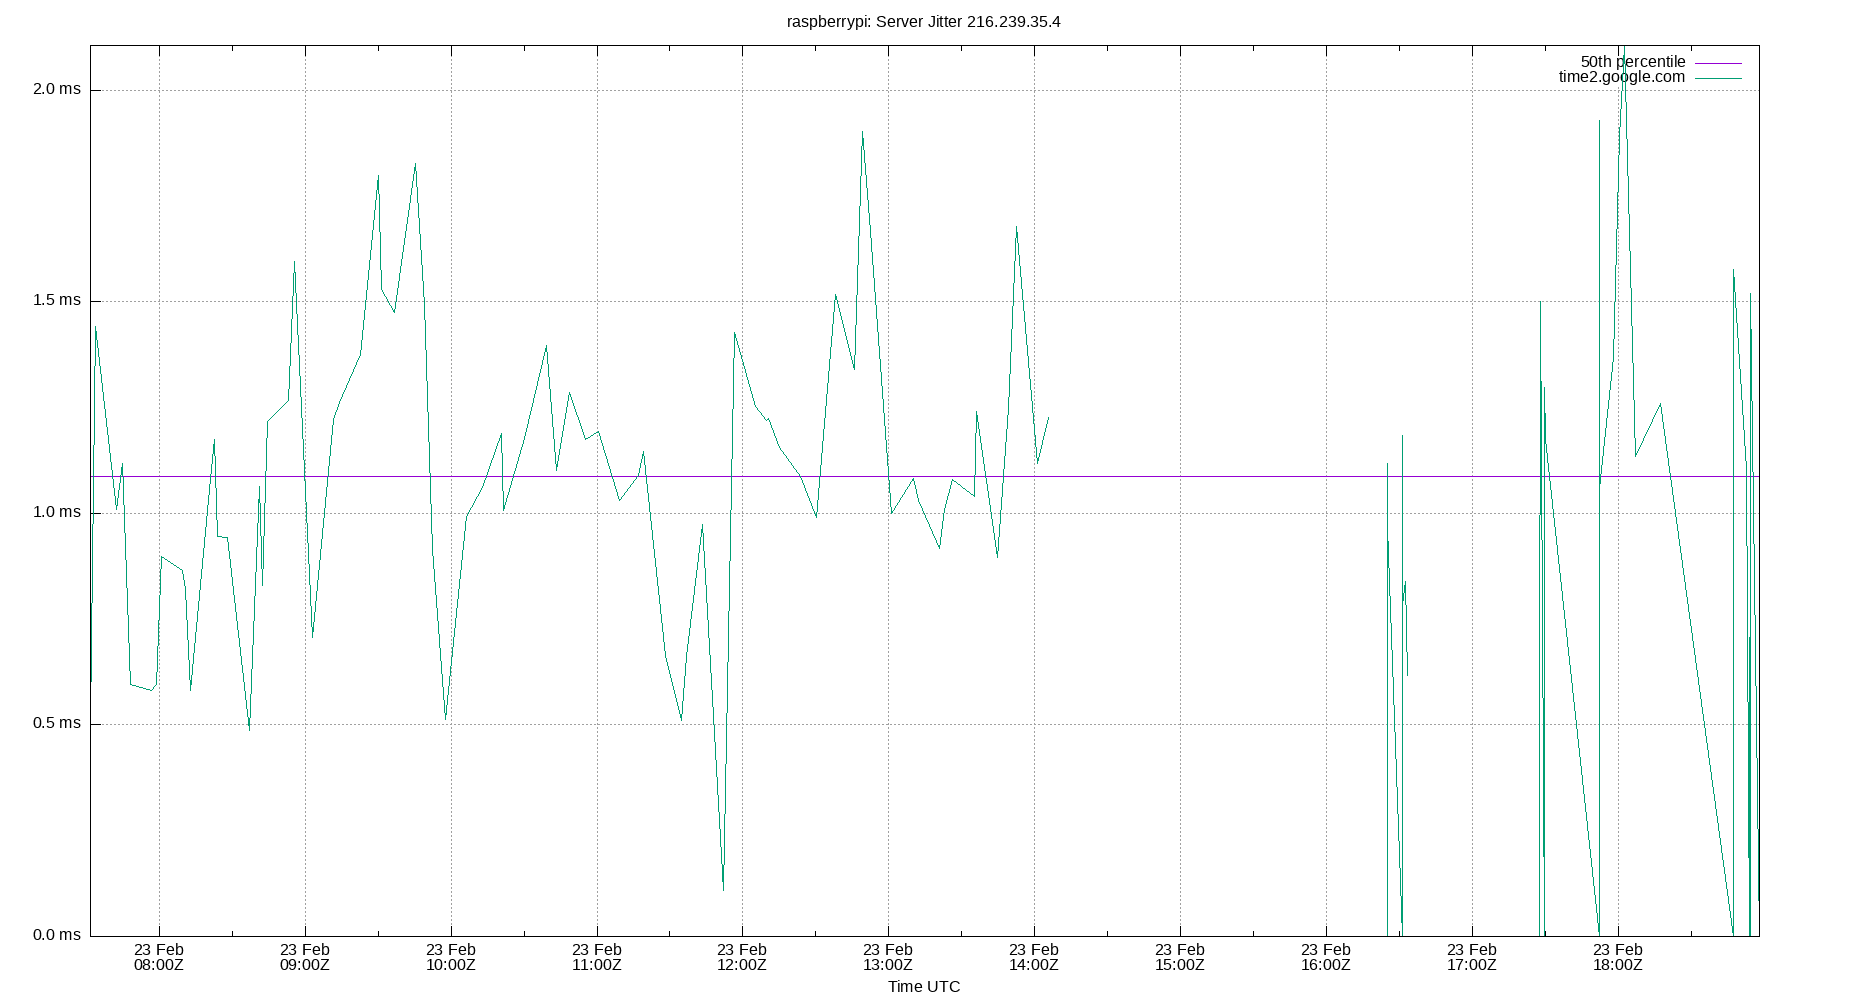 raspberrypi: Server Jitter 216.239.35.4
50th percentile
time2.google.com
2.0 ms
1.5 ms
1.0 ms
0.5 ms
0.0 ms
23 Feb 23 Feb 23 Feb 23 Feb 23 Feb 23 Feb 23 Feb 23 Feb 23 Feb 23 Feb 23 Feb
08:00Z 09:00Z 10:00Z 11:00Z 12:00Z 13:00Z 14:00Z 15:00Z 16:00Z 17:00Z 18:00Z
Time UTC